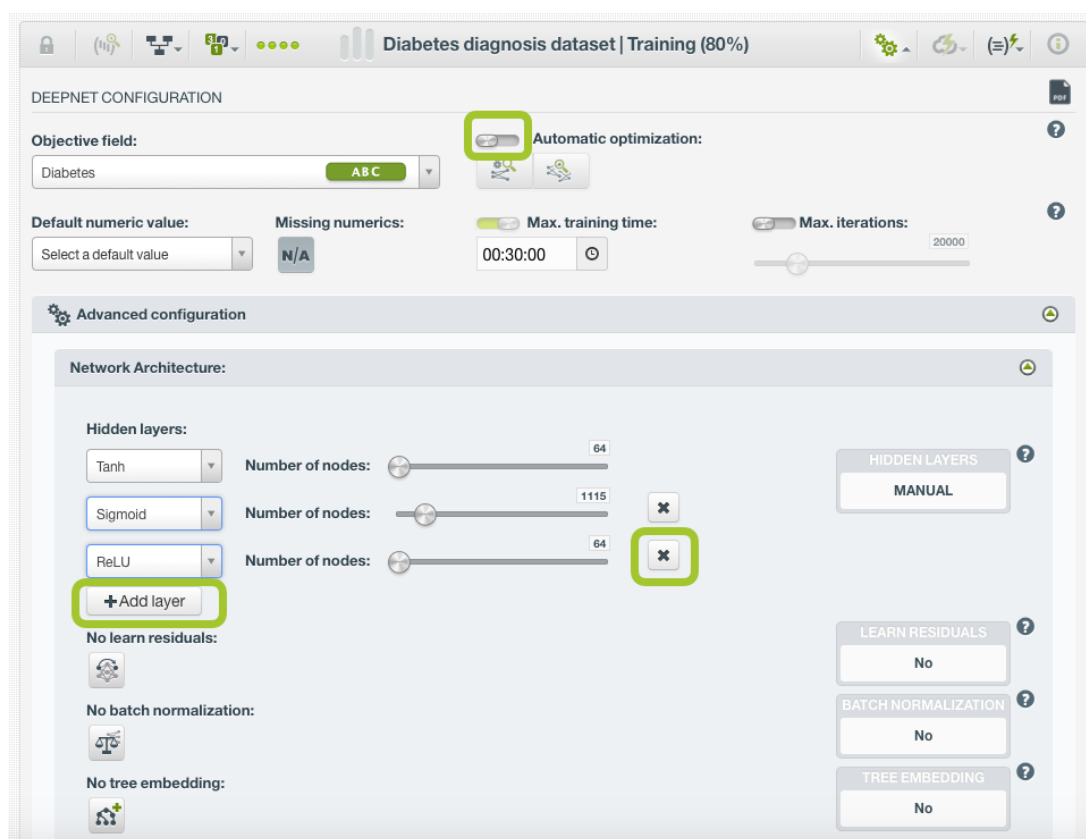 Diabetes diagnosis dataset | Training (80%)
DEEPNET CONFIGURATION
PDF
Objective field:
Automatic optimization:
Diabetes
ABC
Default numeric value:
Missing numerics:
Max. training time:
Max. iterations:
Select a default value
N/A
00:30:00
20000
Advanced configuration
Network Architecture:
Hidden layers:
Tanh
Number of nodes:
64
HIDDEN LAYERS
MANUAL
Sigmoid
Number of nodes:
1115
ReLU
Number of nodes:
64
+Add layer
No learn residuals:
LEARN RESIDUALS
No
No batch normalization:
BATCH NORMALIZATION
No
No tree embedding:
TREE EMBEDDING
No